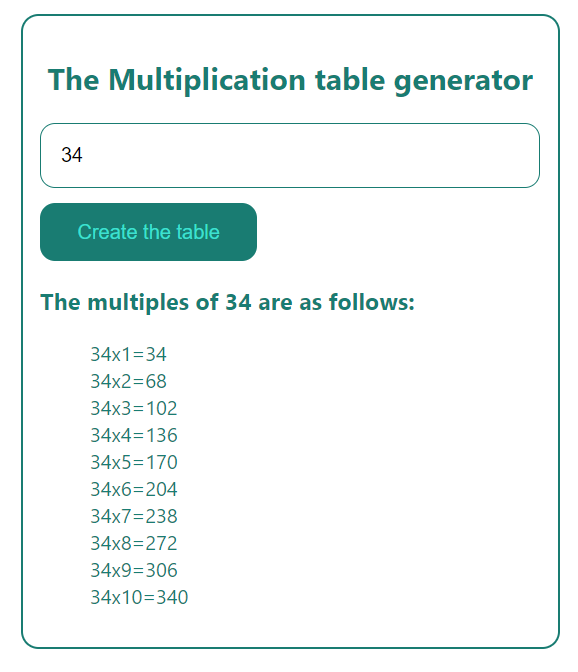 The Multiplication table generator
34
Create the table
The multiples of 34 are as follows:
34x1=34
34x2=68
34x3=102
34x4=136
34x5=170
34x6=204
34x7=238
34x8=272
34x9=306
34x10=340